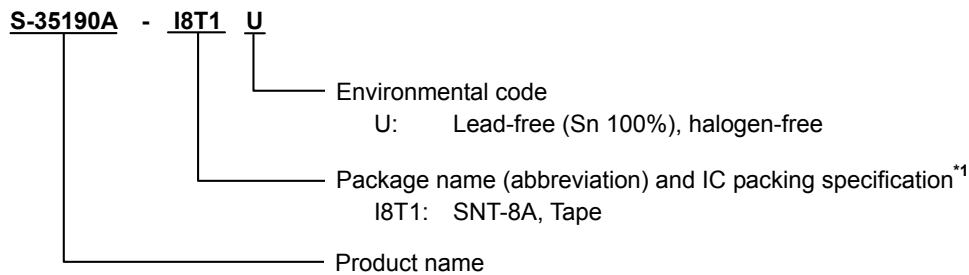 S-35190A - I8T1 U
Environmental code
U: Lead-free (Sn 100%), halogen-free
Package name (abbreviation) and IC packing specification*1
I8T1: SNT-8A, Tape
Product name